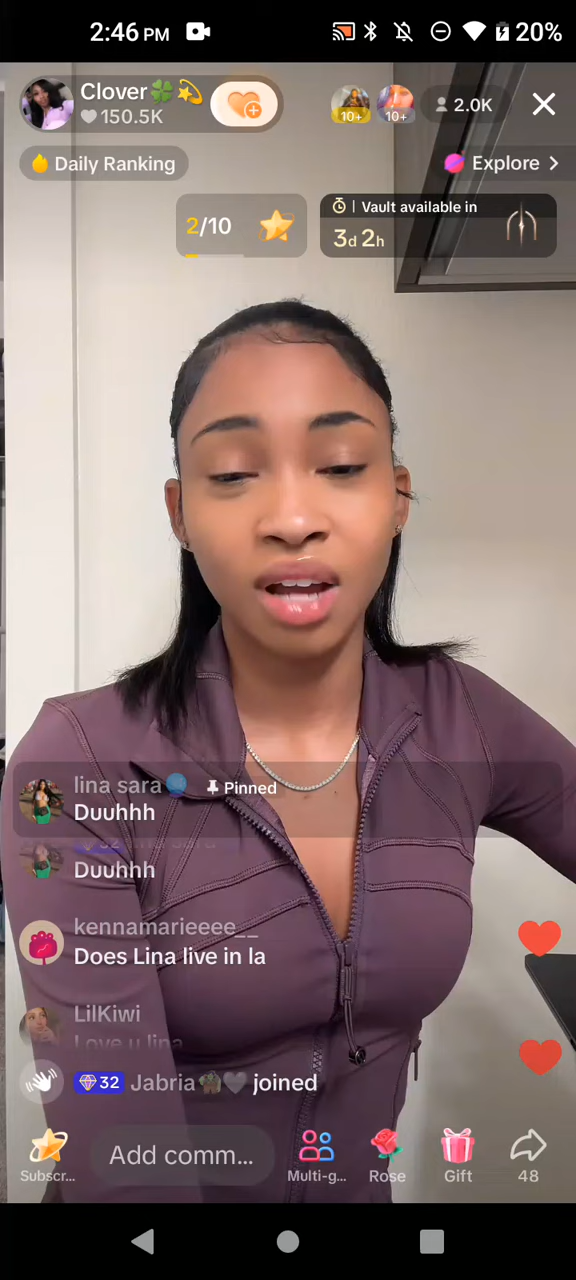 2:46 PM
20%
Clover🍀💫
150.5K
10+
10+
2.0K
Daily Ranking
Explore >
2/10
Vault available in
3d 2h
lina sara
Pinned
Duuhhh
Duuhhh
kennamarieeee__
Does Lina live in la
LilKiwi
Love u lina
32 Jabria joined
Subscr...
Add comm...
Multi-g...
Rose
Gift
48